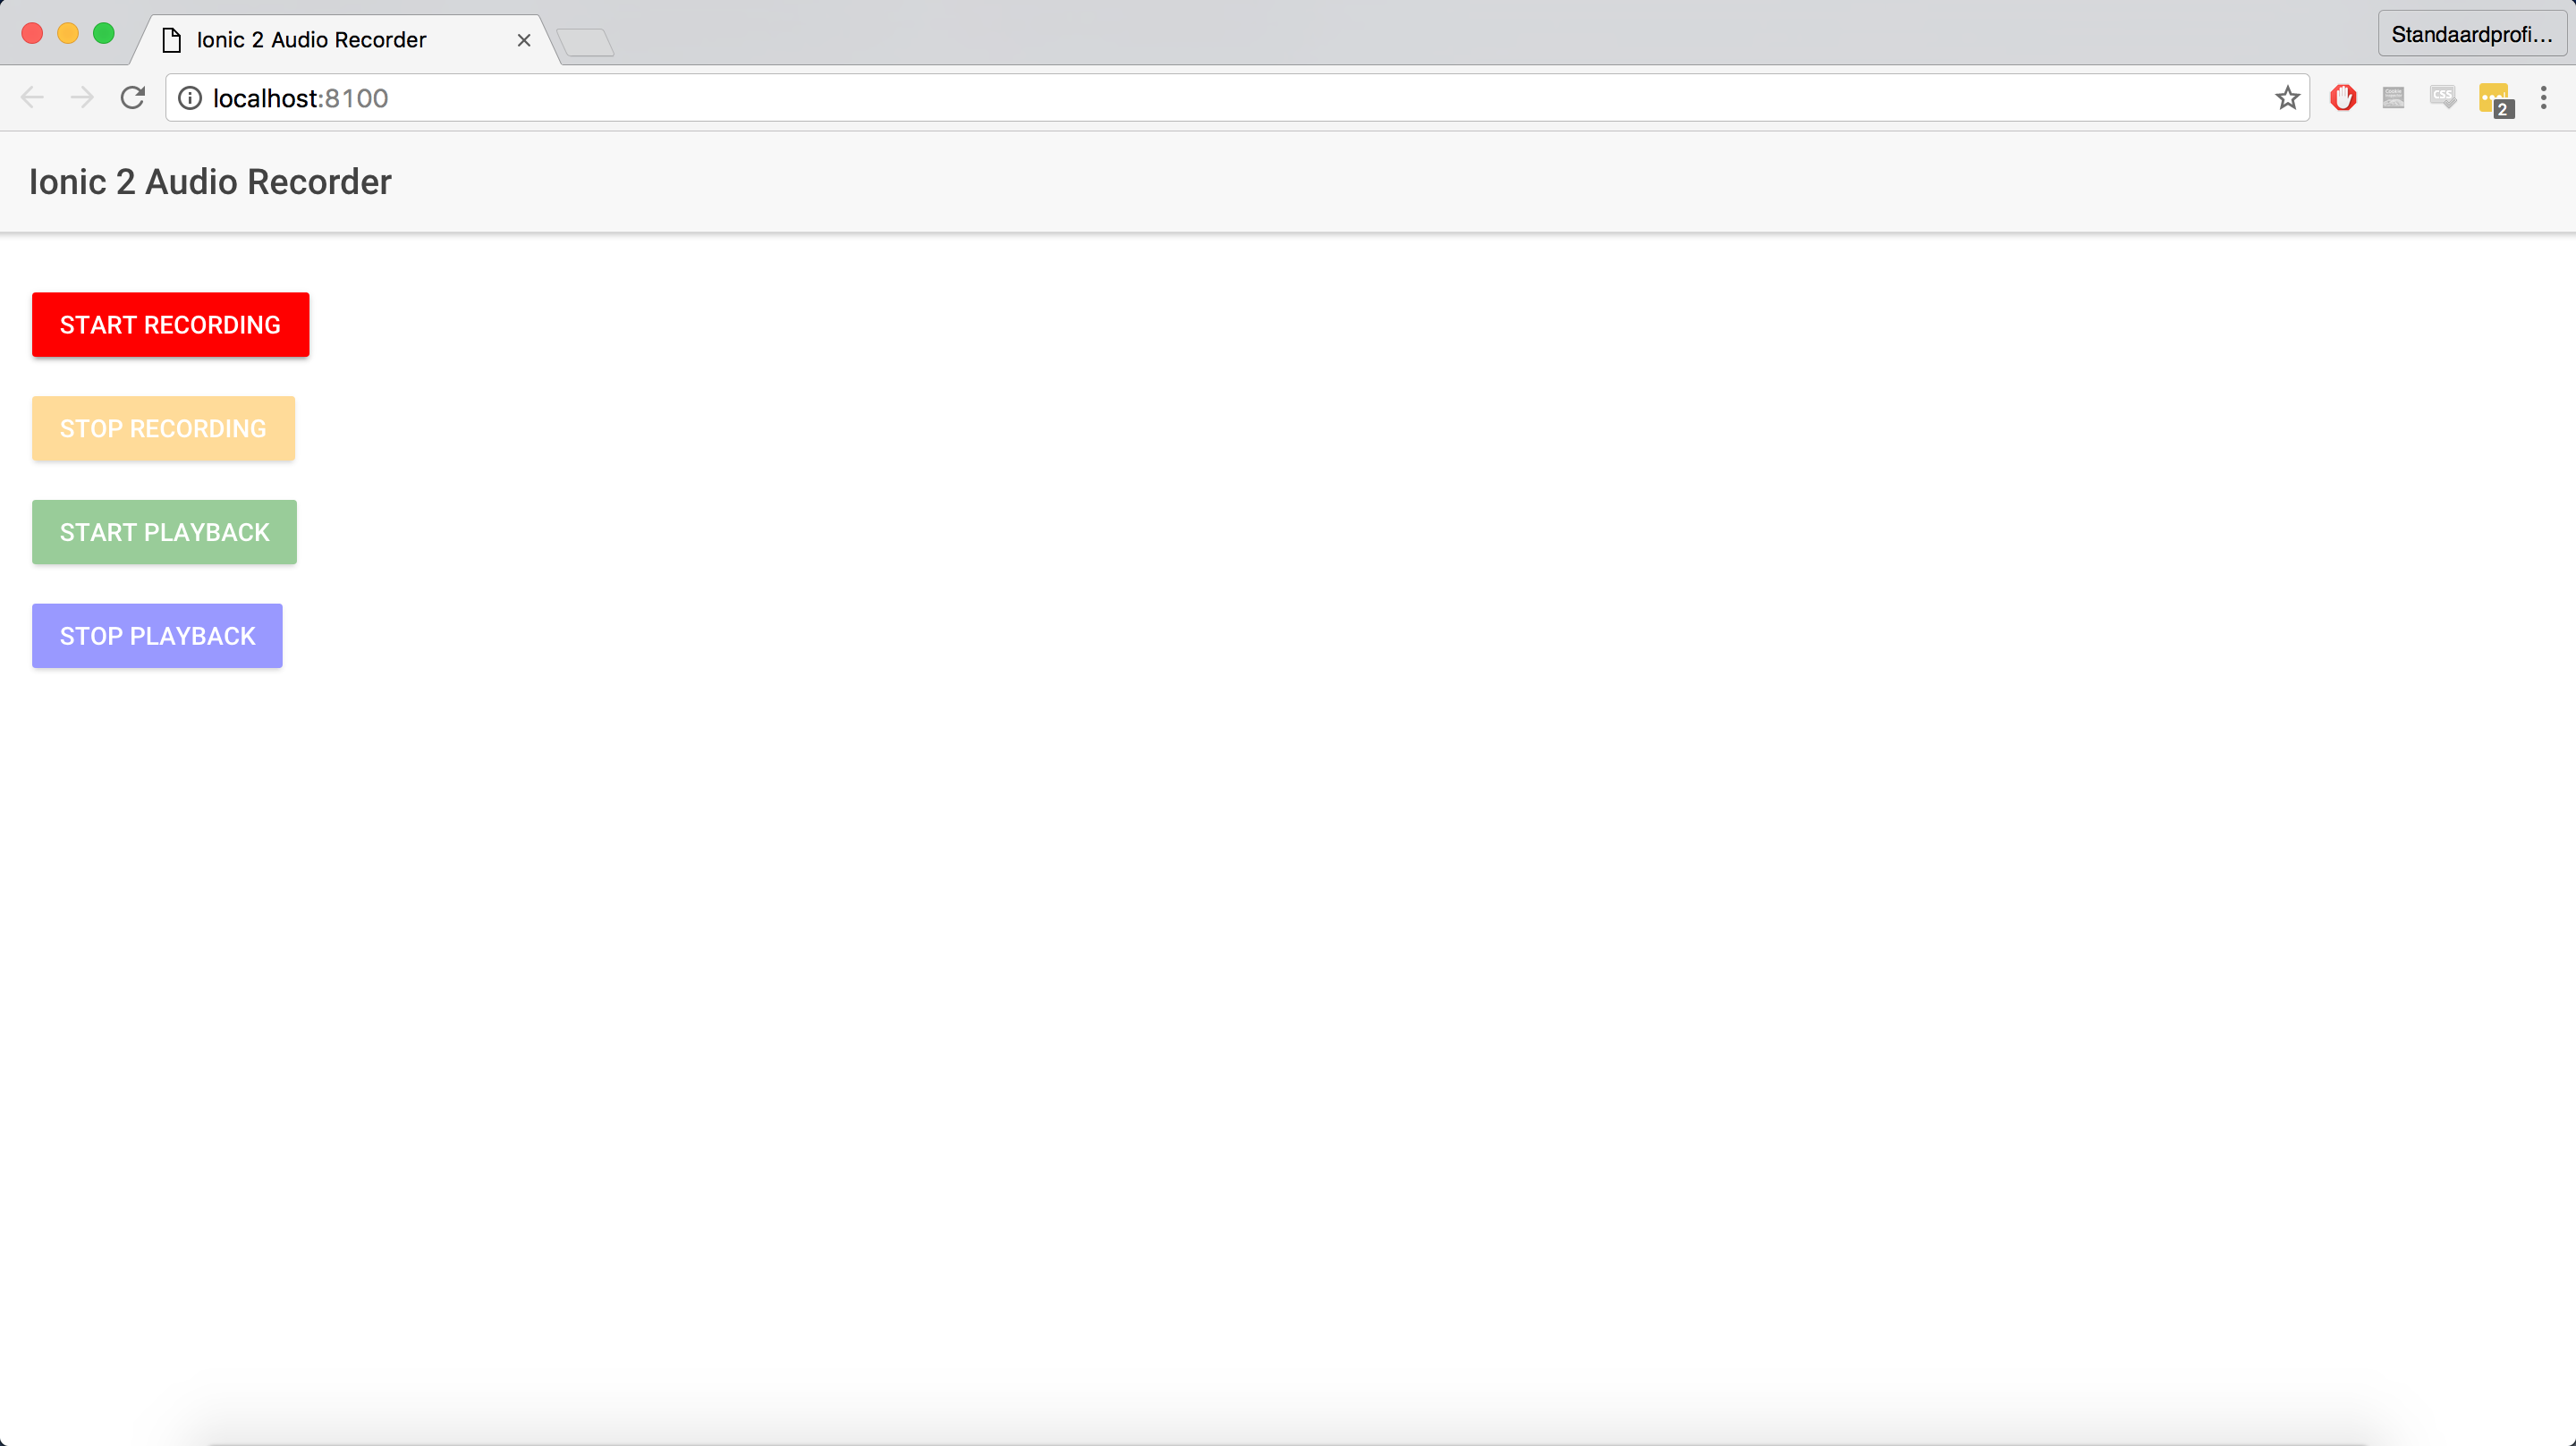 Ionic 2 Audio Recorder
Standaardprofi...
localhost:8100
CSS
2
Ionic 2 Audio Recorder
START RECORDING
STOP RECORDING
START PLAYBACK
STOP PLAYBACK